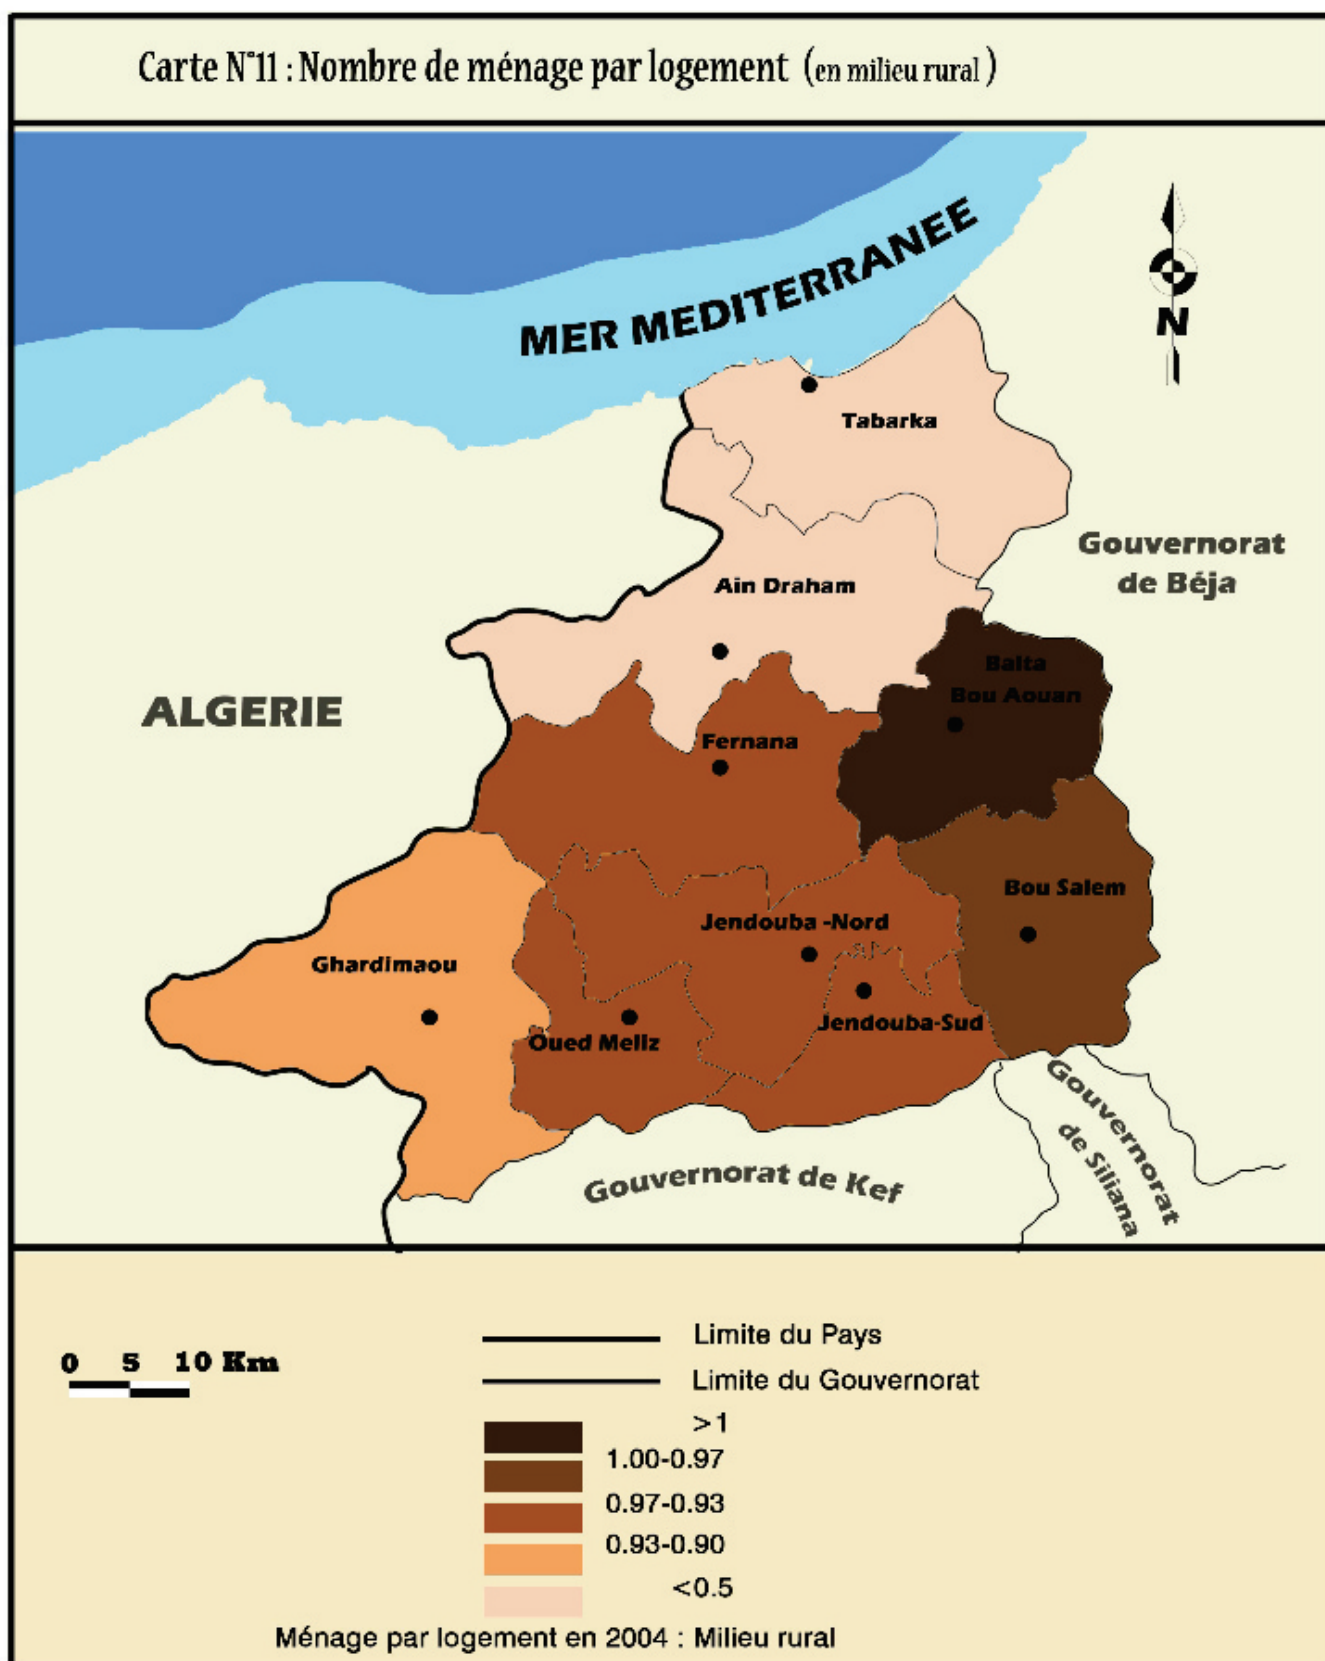 Carte N°11 : Nombre de ménage par logement (en milieu rural)
MER MEDITERRANEE
N
Tabarka
Gouvernorat
de Béja
Ain Draham
Balta
Bou Aouan
ALGERIE
Fernana
Bou Salem
Jendouba -Nord
Ghardimaou
Jendouba-Sud
Oued Meliz
Gouvernorat
de Siliana
Gouvernorat de Kef
Limite du Pays
0 5 10 Km
Limite du Gouvernorat
>1
1.00-0.97
0.97-0.93
0.93-0.90
<0.5
Ménage par logement en 2004 : Milieu rural